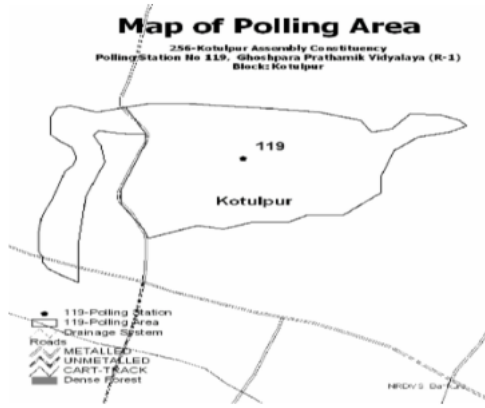 Map of Polling Area
256-Kotulpur Assembly Constituency
Polling Station No 119, Ghoshpara Prathamik Vidyalaya (R-1)
Block: Kotulpur
119
Kotulpur
119-Polling Station
119-Polling Area
Drainage System
Roads
METALLED
UNMETALLED
CART-TRACK
Dense Forest
NRDMS